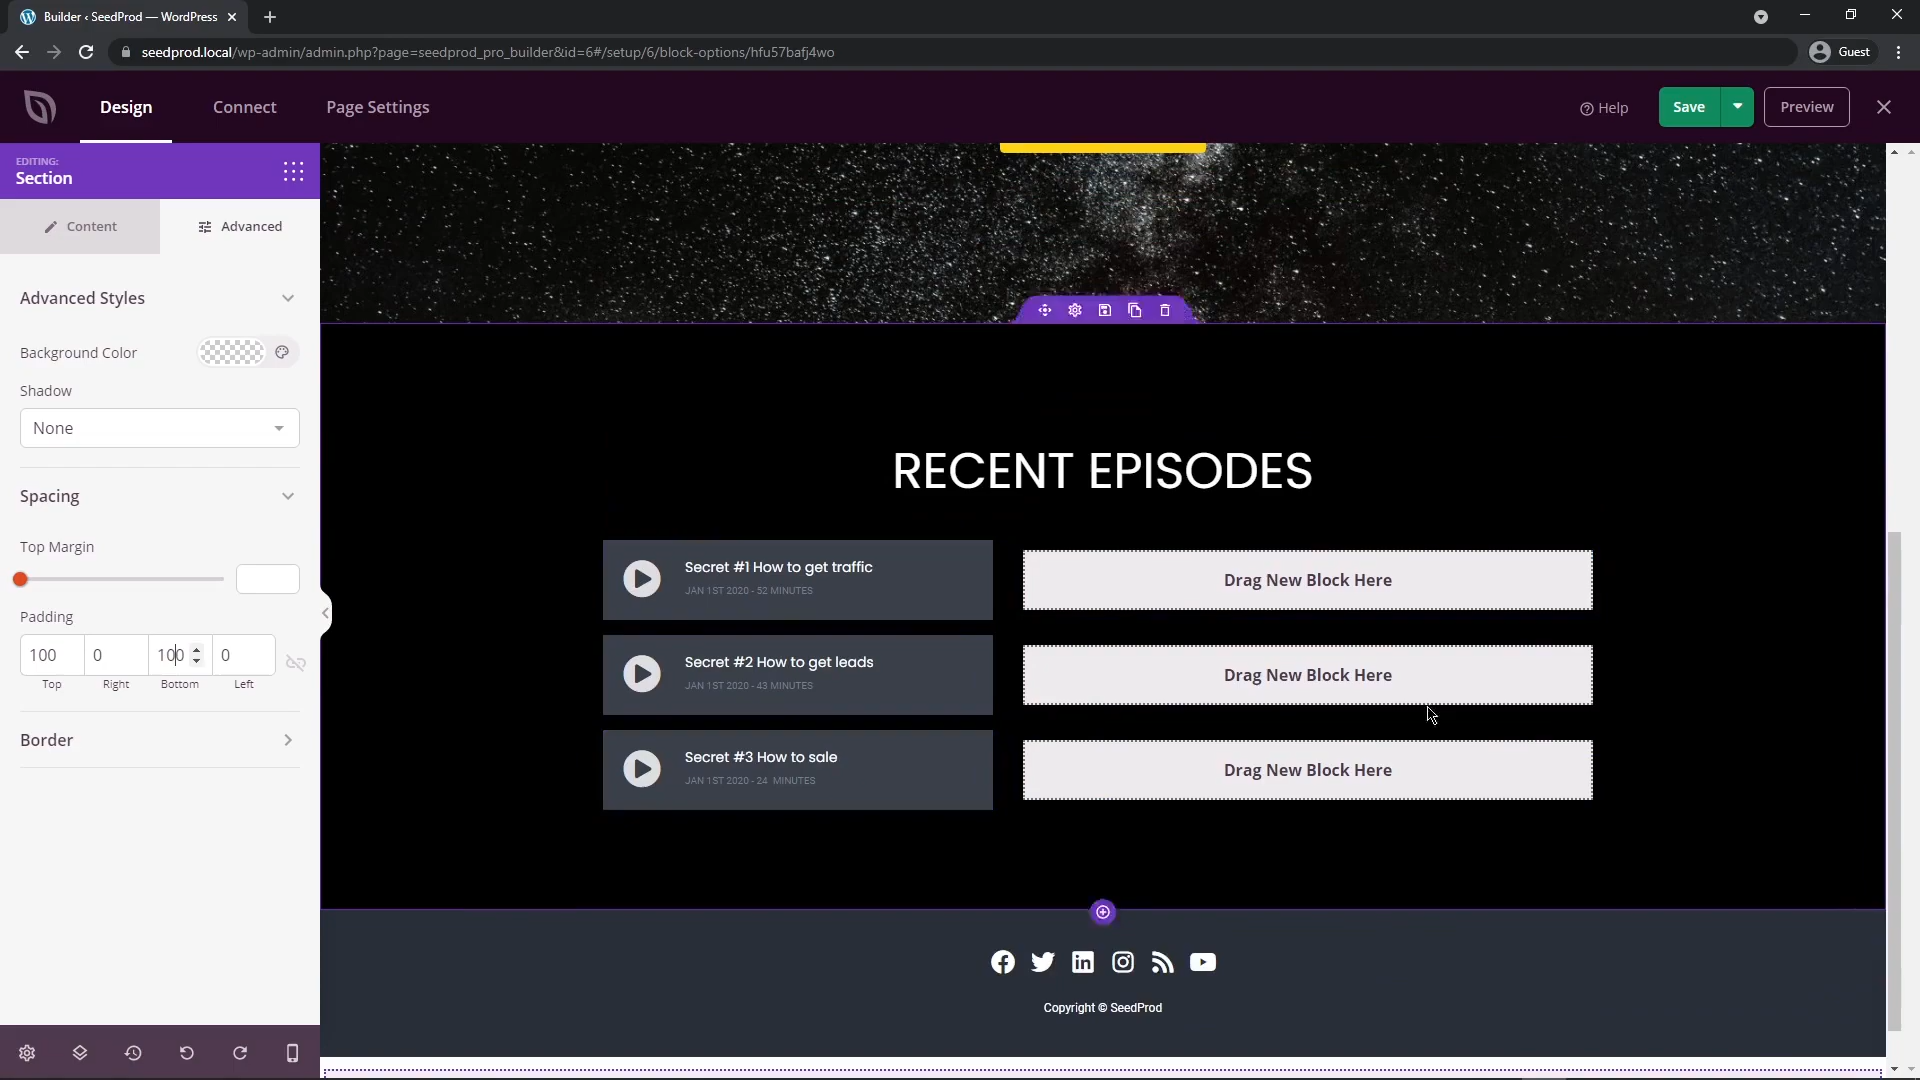 Builder ‹ SeedProd — WordPress
seedprod.local/wp-admin/admin.php?page=seedprod_pro_builder&id=6#/setup/6/block-options/hfu57bafj4wo
Guest
Design
Connect
Page Settings
Help
Save
Preview
EDITING:
Section
Content
Advanced
Advanced Styles
Background Color
Shadow
None
Spacing
Top Margin
Padding
100
0
100
0
Top
Right
Bottom
Left
Border
RECENT EPISODES
Secret #1 How to get traffic
JAN 1ST 2020 - 52 MINUTES
Drag New Block Here
Secret #2 How to get leads
JAN 1ST 2020 - 43 MINUTES
Drag New Block Here
Secret #3 How to sale
JAN 1ST 2020 - 24 MINUTES
Drag New Block Here
Copyright © SeedProd